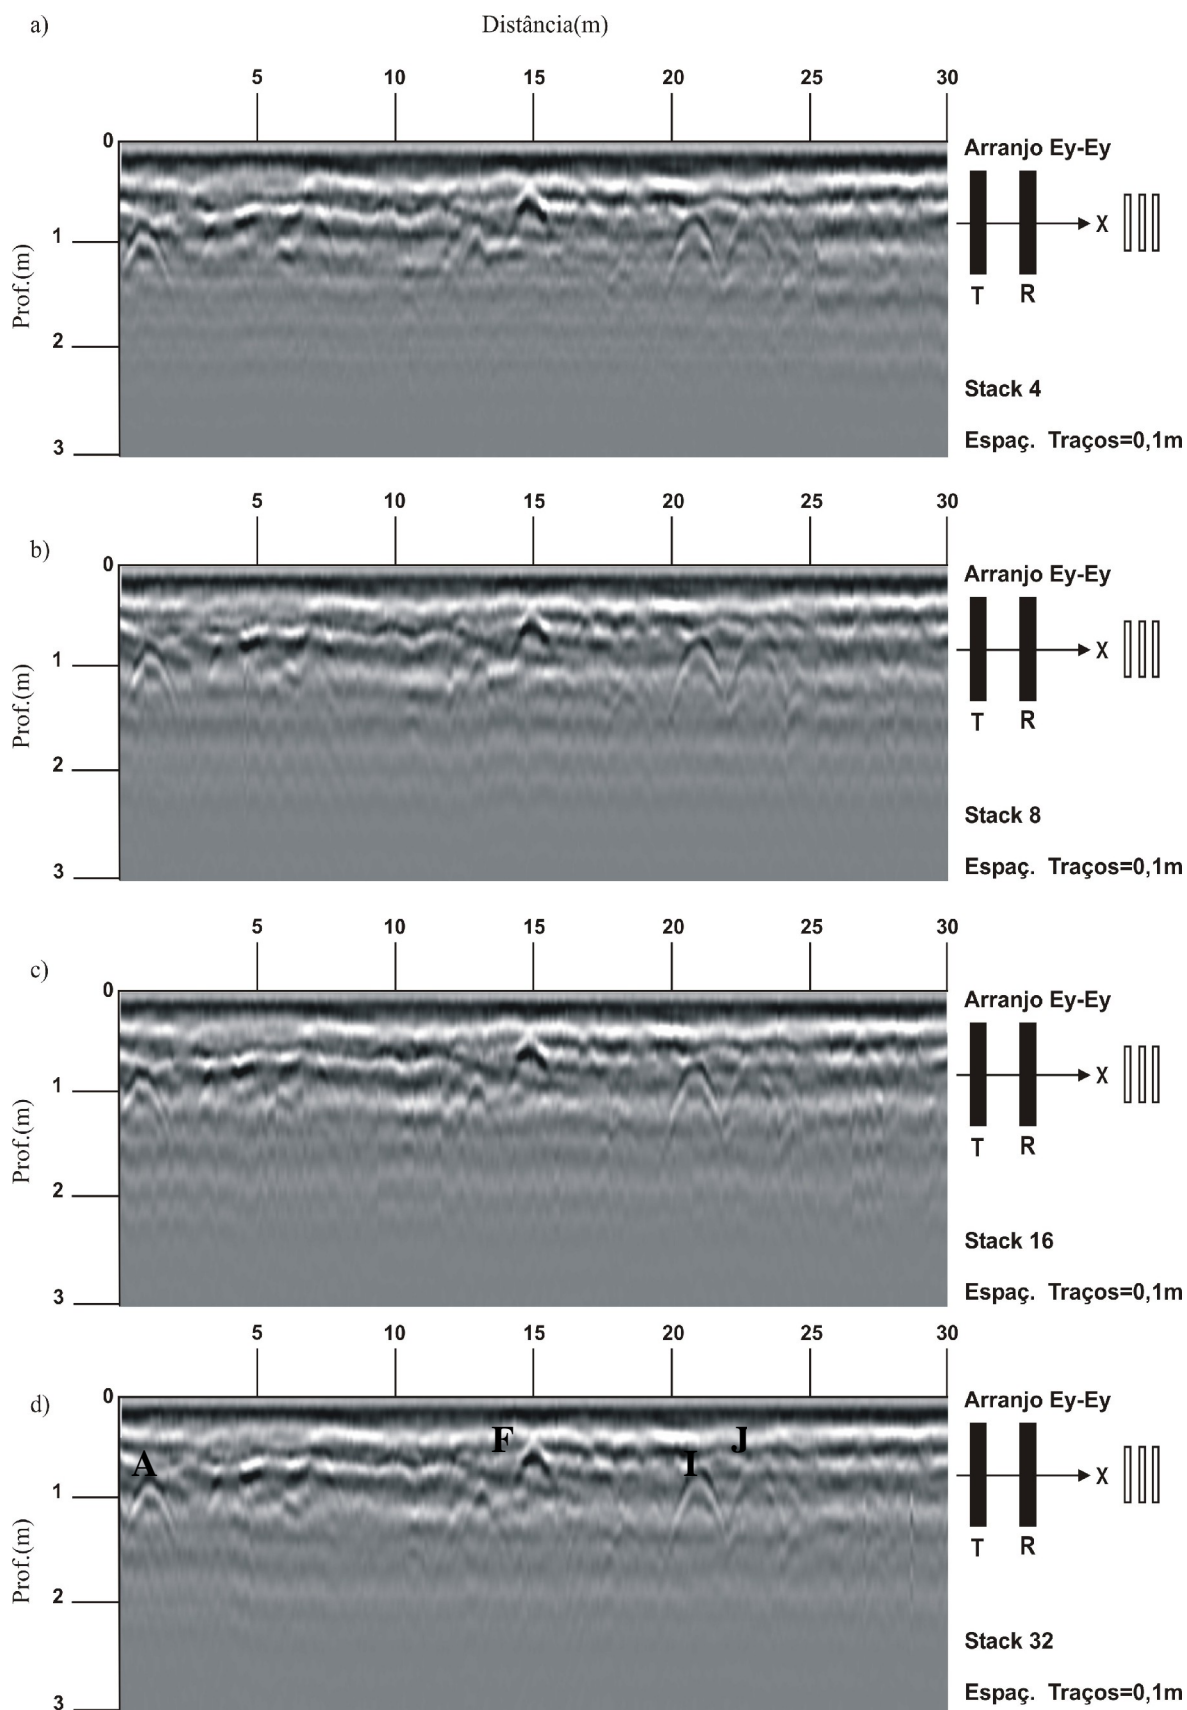 a)
Distância(m)
5 10 15 20 25 30
0
Arranjo Ey-Ey
1
X
Prof.(m)
T R
2
Stack 4
3
Espaç. Traços=0,1m
5 10 15 20 25 30
b)
0
Arranjo Ey-Ey
1
X
Prof.(m)
T R
2
Stack 8
3
Espaç. Traços=0,1m
5 10 15 20 25 30
c)
0
Arranjo Ey-Ey
1
X
Prof.(m)
T R
2
Stack 16
3
Espaç. Traços=0,1m
5 10 15 20 25 30
d)
0
Arranjo Ey-Ey
F J
A I
1
X
Prof.(m)
T R
2
Stack 32
3
Espaç. Traços=0,1m